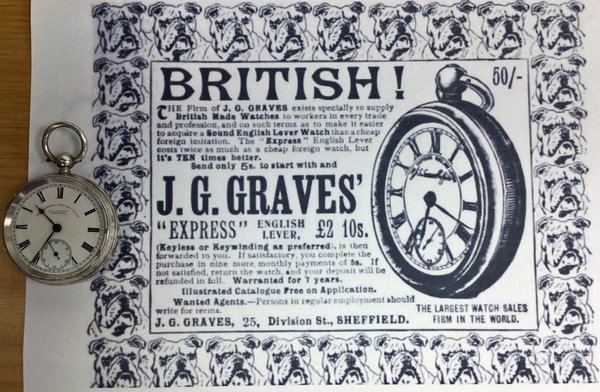 BRITISH!
50/-
THE Firm of J. G. GRAVES exists specially to supply
British Made Watches to workers in every trade
and profession, and on such terms as to make it easier
to acquire a Sound English Lever Watch than a cheap
foreign imitation. The "Express" English Lever
costs twice as much as a cheap foreign watch, but
it's TEN times better.
Send only 5s. to start with and
J. G. GRAVES'
"EXPRESS" ENGLISH LEVER, £2 10s.
(Keyless or Keywinding as preferred), is then
forwarded to you. If satisfactory, you complete the
purchase in nine more monthly payments of 5s. If
not satisfied, return the watch, and your deposit will be
refunded in full. Warranted for 7 years.
Illustrated Catalogue Free on Application.
Wanted Agents.—Persons in regular employment should
write for terms.
J. G. GRAVES, 25, Division St., SHEFFIELD.
THE LARGEST WATCH SALES
FIRM IN THE WORLD.